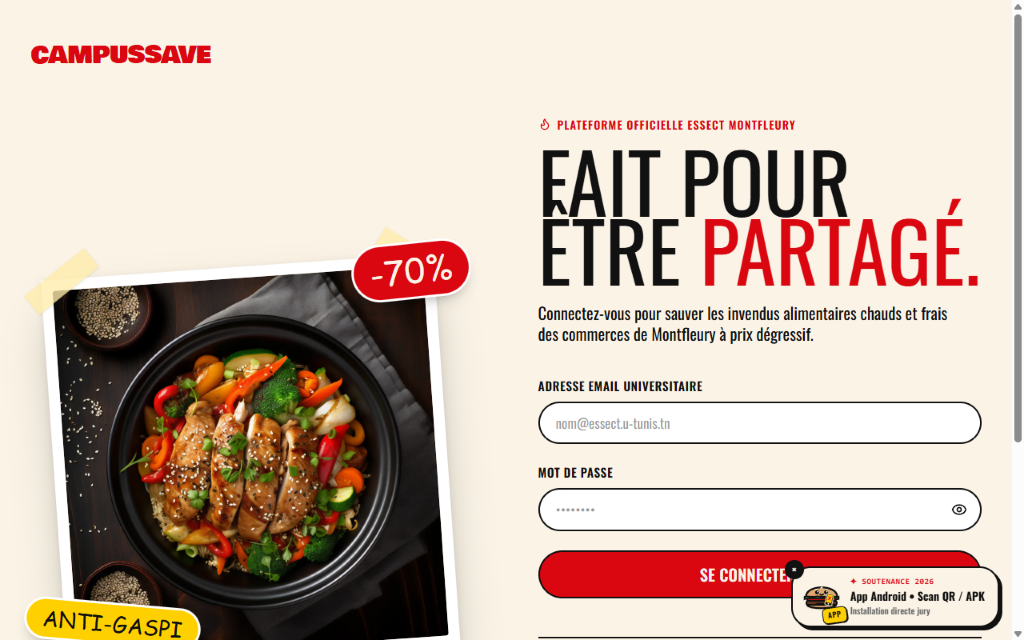 CAMPUSSAVE
PLATEFORME OFFICIELLE ESSECT MONTFLEURY
FAIT POUR
ÊTRE PARTAGÉ.
Connectez-vous pour sauver les invendus alimentaires chauds et frais
des commerces de Montfleury à prix dégressif.
-70%
ANTI-GASPI
ADRESSE EMAIL UNIVERSITAIRE
nom@essect.u-tunis.tn
MOT DE PASSE
••••••••
SE CONNECTE
✦ SOUTENANCE 2026
App Android • Scan QR / APK
Installation directe jury
APP